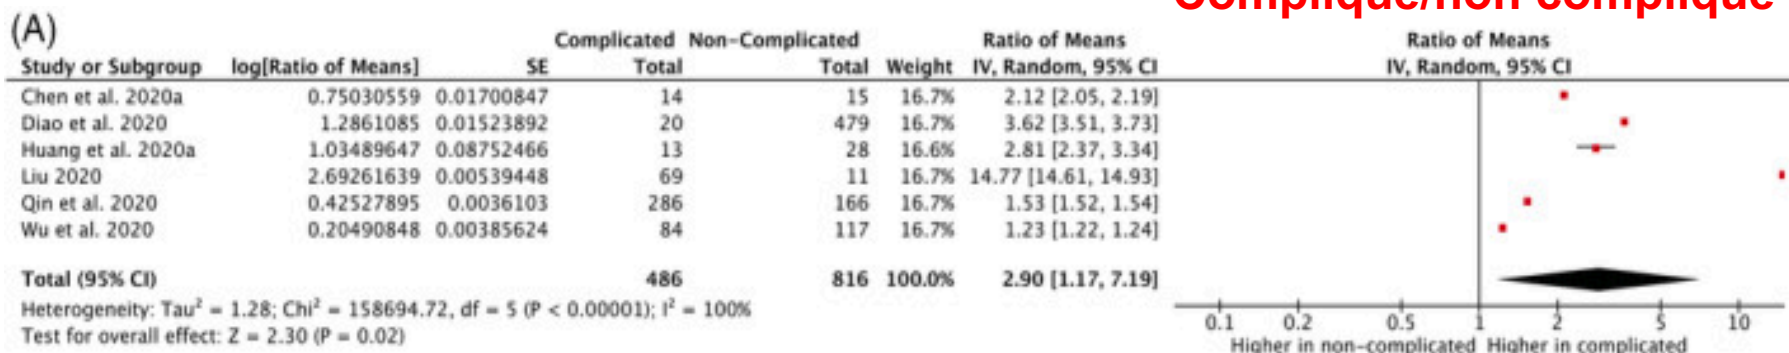 Compliqué/non compliqué
(A)
Complicated Non-Complicated Ratio of Means Ratio of Means
Study or Subgroup log[Ratio of Means] SE Total Total Weight IV, Random, 95% CI IV, Random, 95% CI
Chen et al. 2020a 0.75030559 0.01700847 14 15 16.7% 2.12 [2.05, 2.19]
Diao et al. 2020 1.2861085 0.01523892 20 479 16.7% 3.62 [3.51, 3.73]
Huang et al. 2020a 1.03489647 0.08752466 13 28 16.6% 2.81 [2.37, 3.34]
Liu 2020 2.69261639 0.00539448 69 11 16.7% 14.77 [14.61, 14.93]
Qin et al. 2020 0.42527895 0.0036103 286 166 16.7% 1.53 [1.52, 1.54]
Wu et al. 2020 0.20490848 0.00385624 84 117 16.7% 1.23 [1.22, 1.24]
Total (95% CI) 486 816 100.0% 2.90 [1.17, 7.19]
Heterogeneity: Tau² = 1.28; Chi² = 158694.72, df = 5 (P < 0.00001); I² = 100%
Test for overall effect: Z = 2.30 (P = 0.02)
0.1 0.2 0.5 1 2 5 10
Higher in non-complicated Higher in complicated